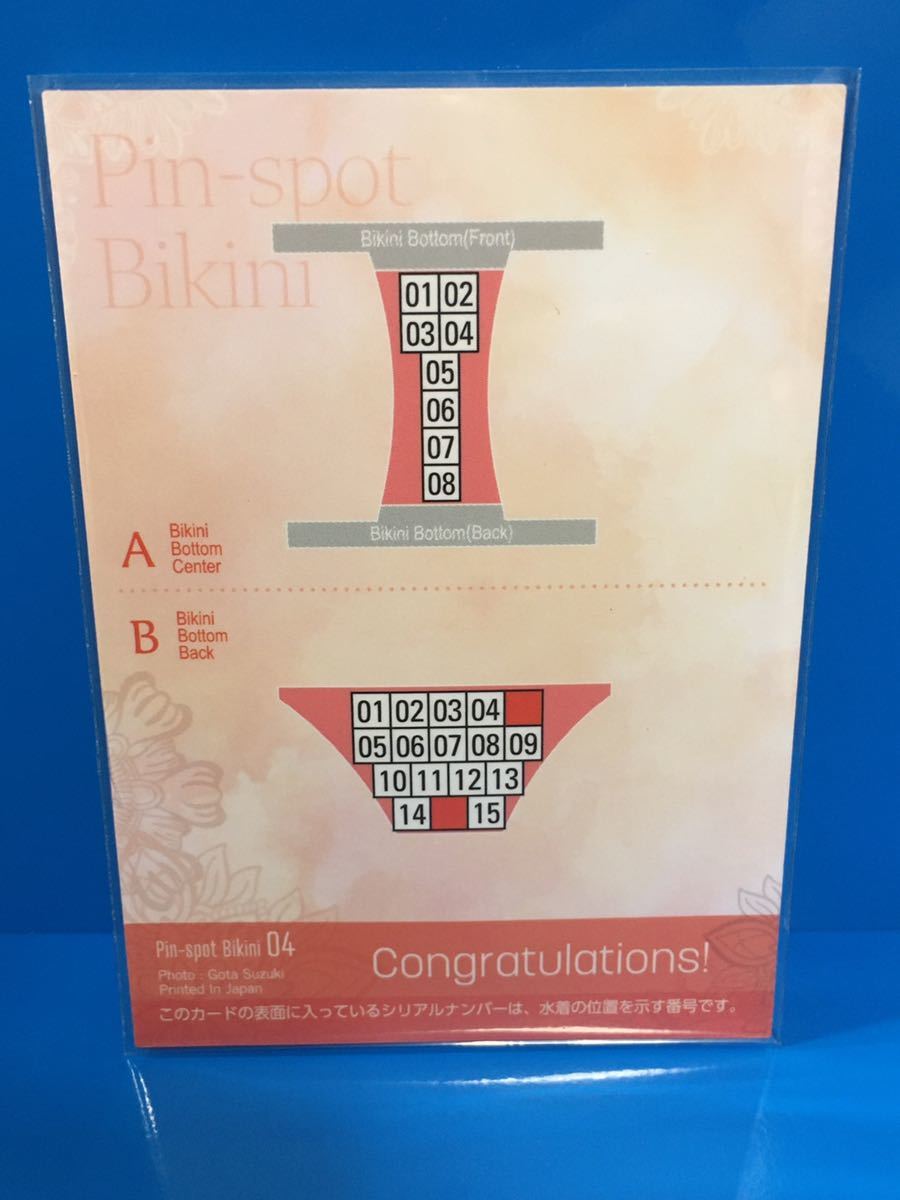 Pin-spot
Bikini
Bikini Bottom(Front)
01 02
03 04
05
06
07
08
Bikini Bottom(Back)
A Bikini
Bottom
Center
B Bikini
Bottom
Back
01 02 03 04
05 06 07 08 09
10 11 12 13
14 15
Pin-spot Bikini 04
Photo : Gota Suzuki
Printed In Japan
Congratulations!
このカードの表面に入っているシリアルナンバーは、水着の位置を示す番号です。